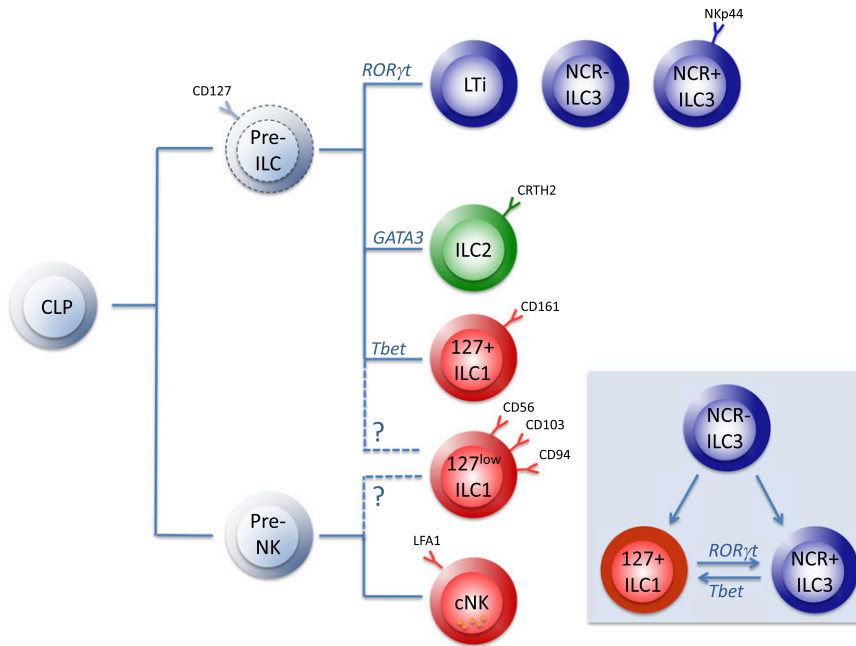 NKp44
RORγt
LTi
NCR-
ILC3
NCR+
ILC3
CD127
Pre-
ILC
CRTH2
GATA3
ILC2
CLP
CD161
Tbet
127+
ILC1
?
CD56
CD103
CD94
127low
ILC1
?
Pre-
NK
LFA1
cNK
NCR-
ILC3
127+
ILC1
RORγt
Tbet
NCR+
ILC3